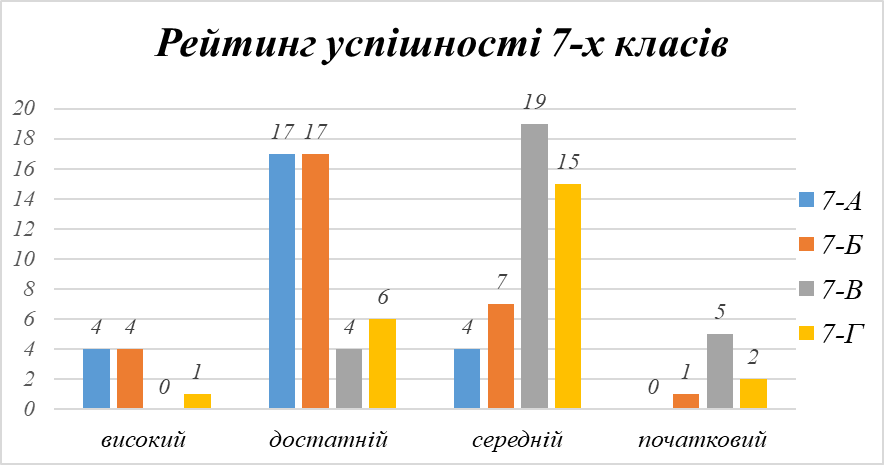 Рейтинг успішності 7-х класів
20
18
16
14
12
10
8
6
4
2
0
4 4 0 1
17 17 4 6
4 7 19 15
0 1 5 2
високий достатній середній початковий
7-А
7-Б
7-В
7-Г